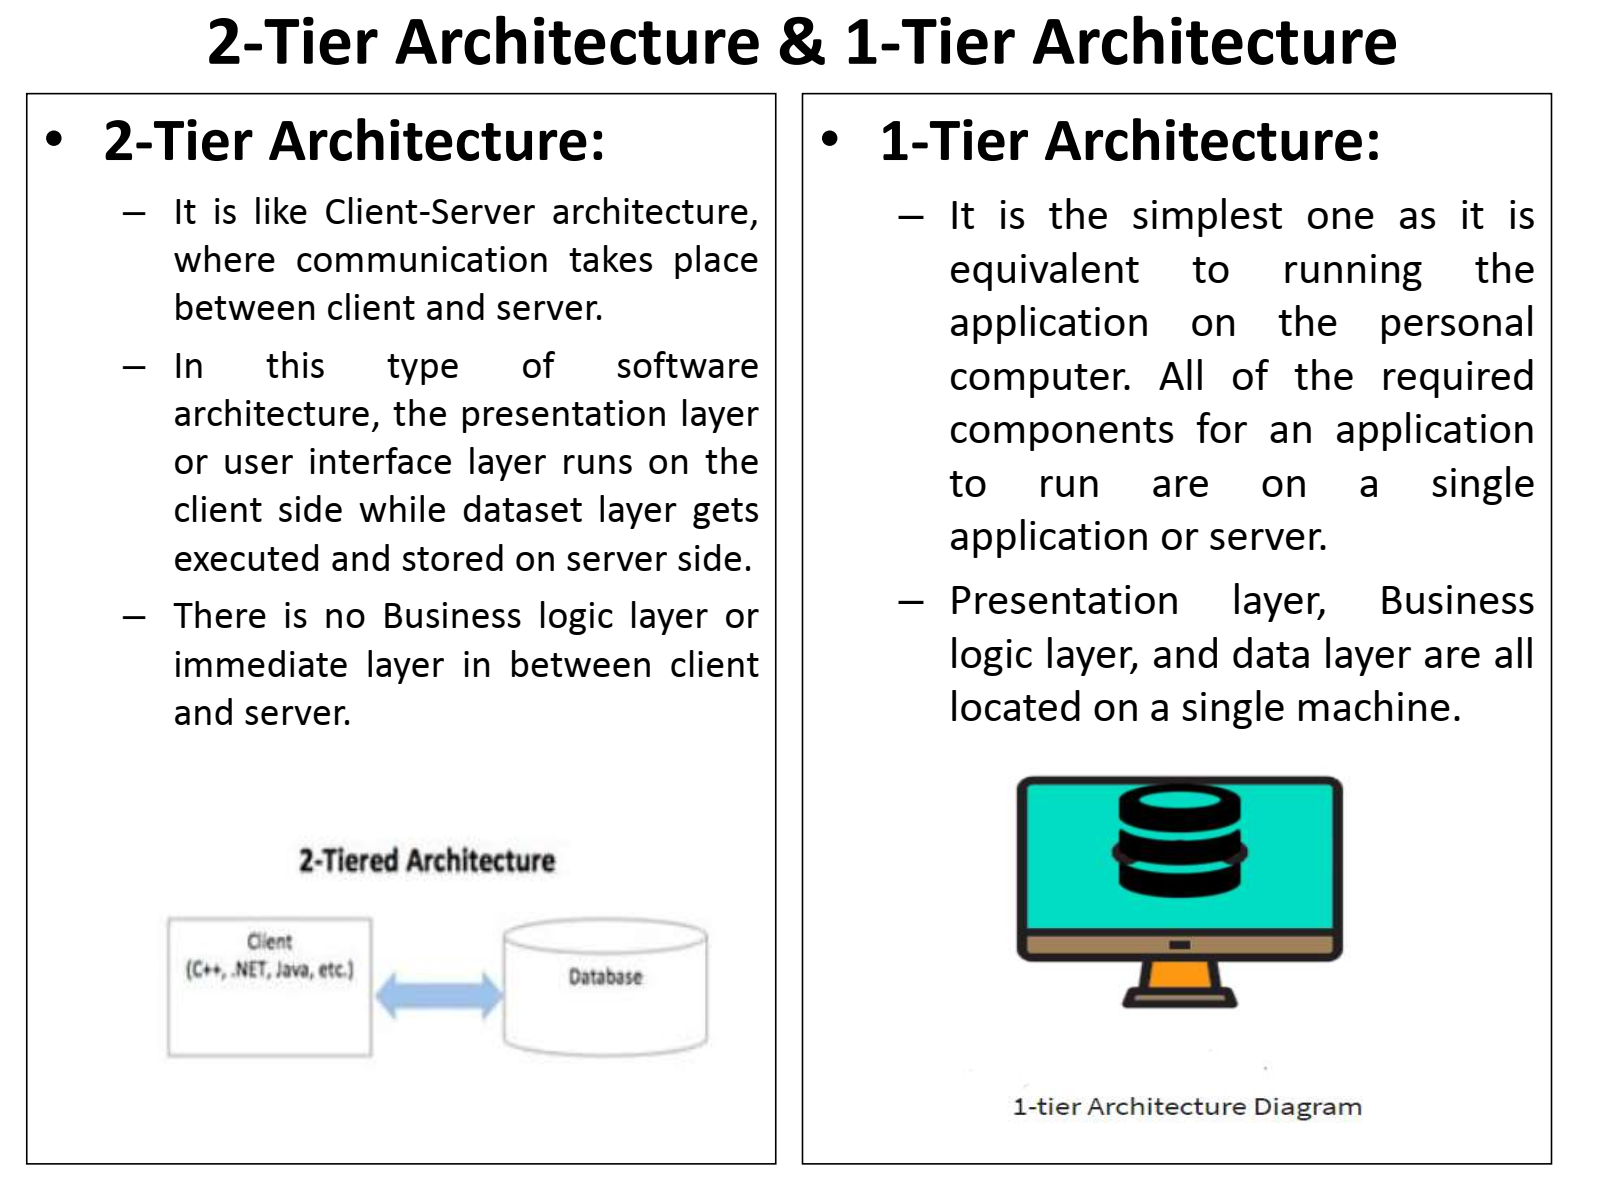 2-Tier Architecture & 1-Tier Architecture
• 2-Tier Architecture:
– It is like Client-Server architecture,
where communication takes place
between client and server.
– In this type of software
architecture, the presentation layer
or user interface layer runs on the
client side while dataset layer gets
executed and stored on server side.
– There is no Business logic layer or
immediate layer in between client
and server.
2-Tiered Architecture
Client
(C++, .NET, Java, etc.)
Database
• 1-Tier Architecture:
– It is the simplest one as it is
equivalent to running the
application on the personal
computer. All of the required
components for an application
to run are on a single
application or server.
– Presentation layer, Business
logic layer, and data layer are all
located on a single machine.
1-tier Architecture Diagram